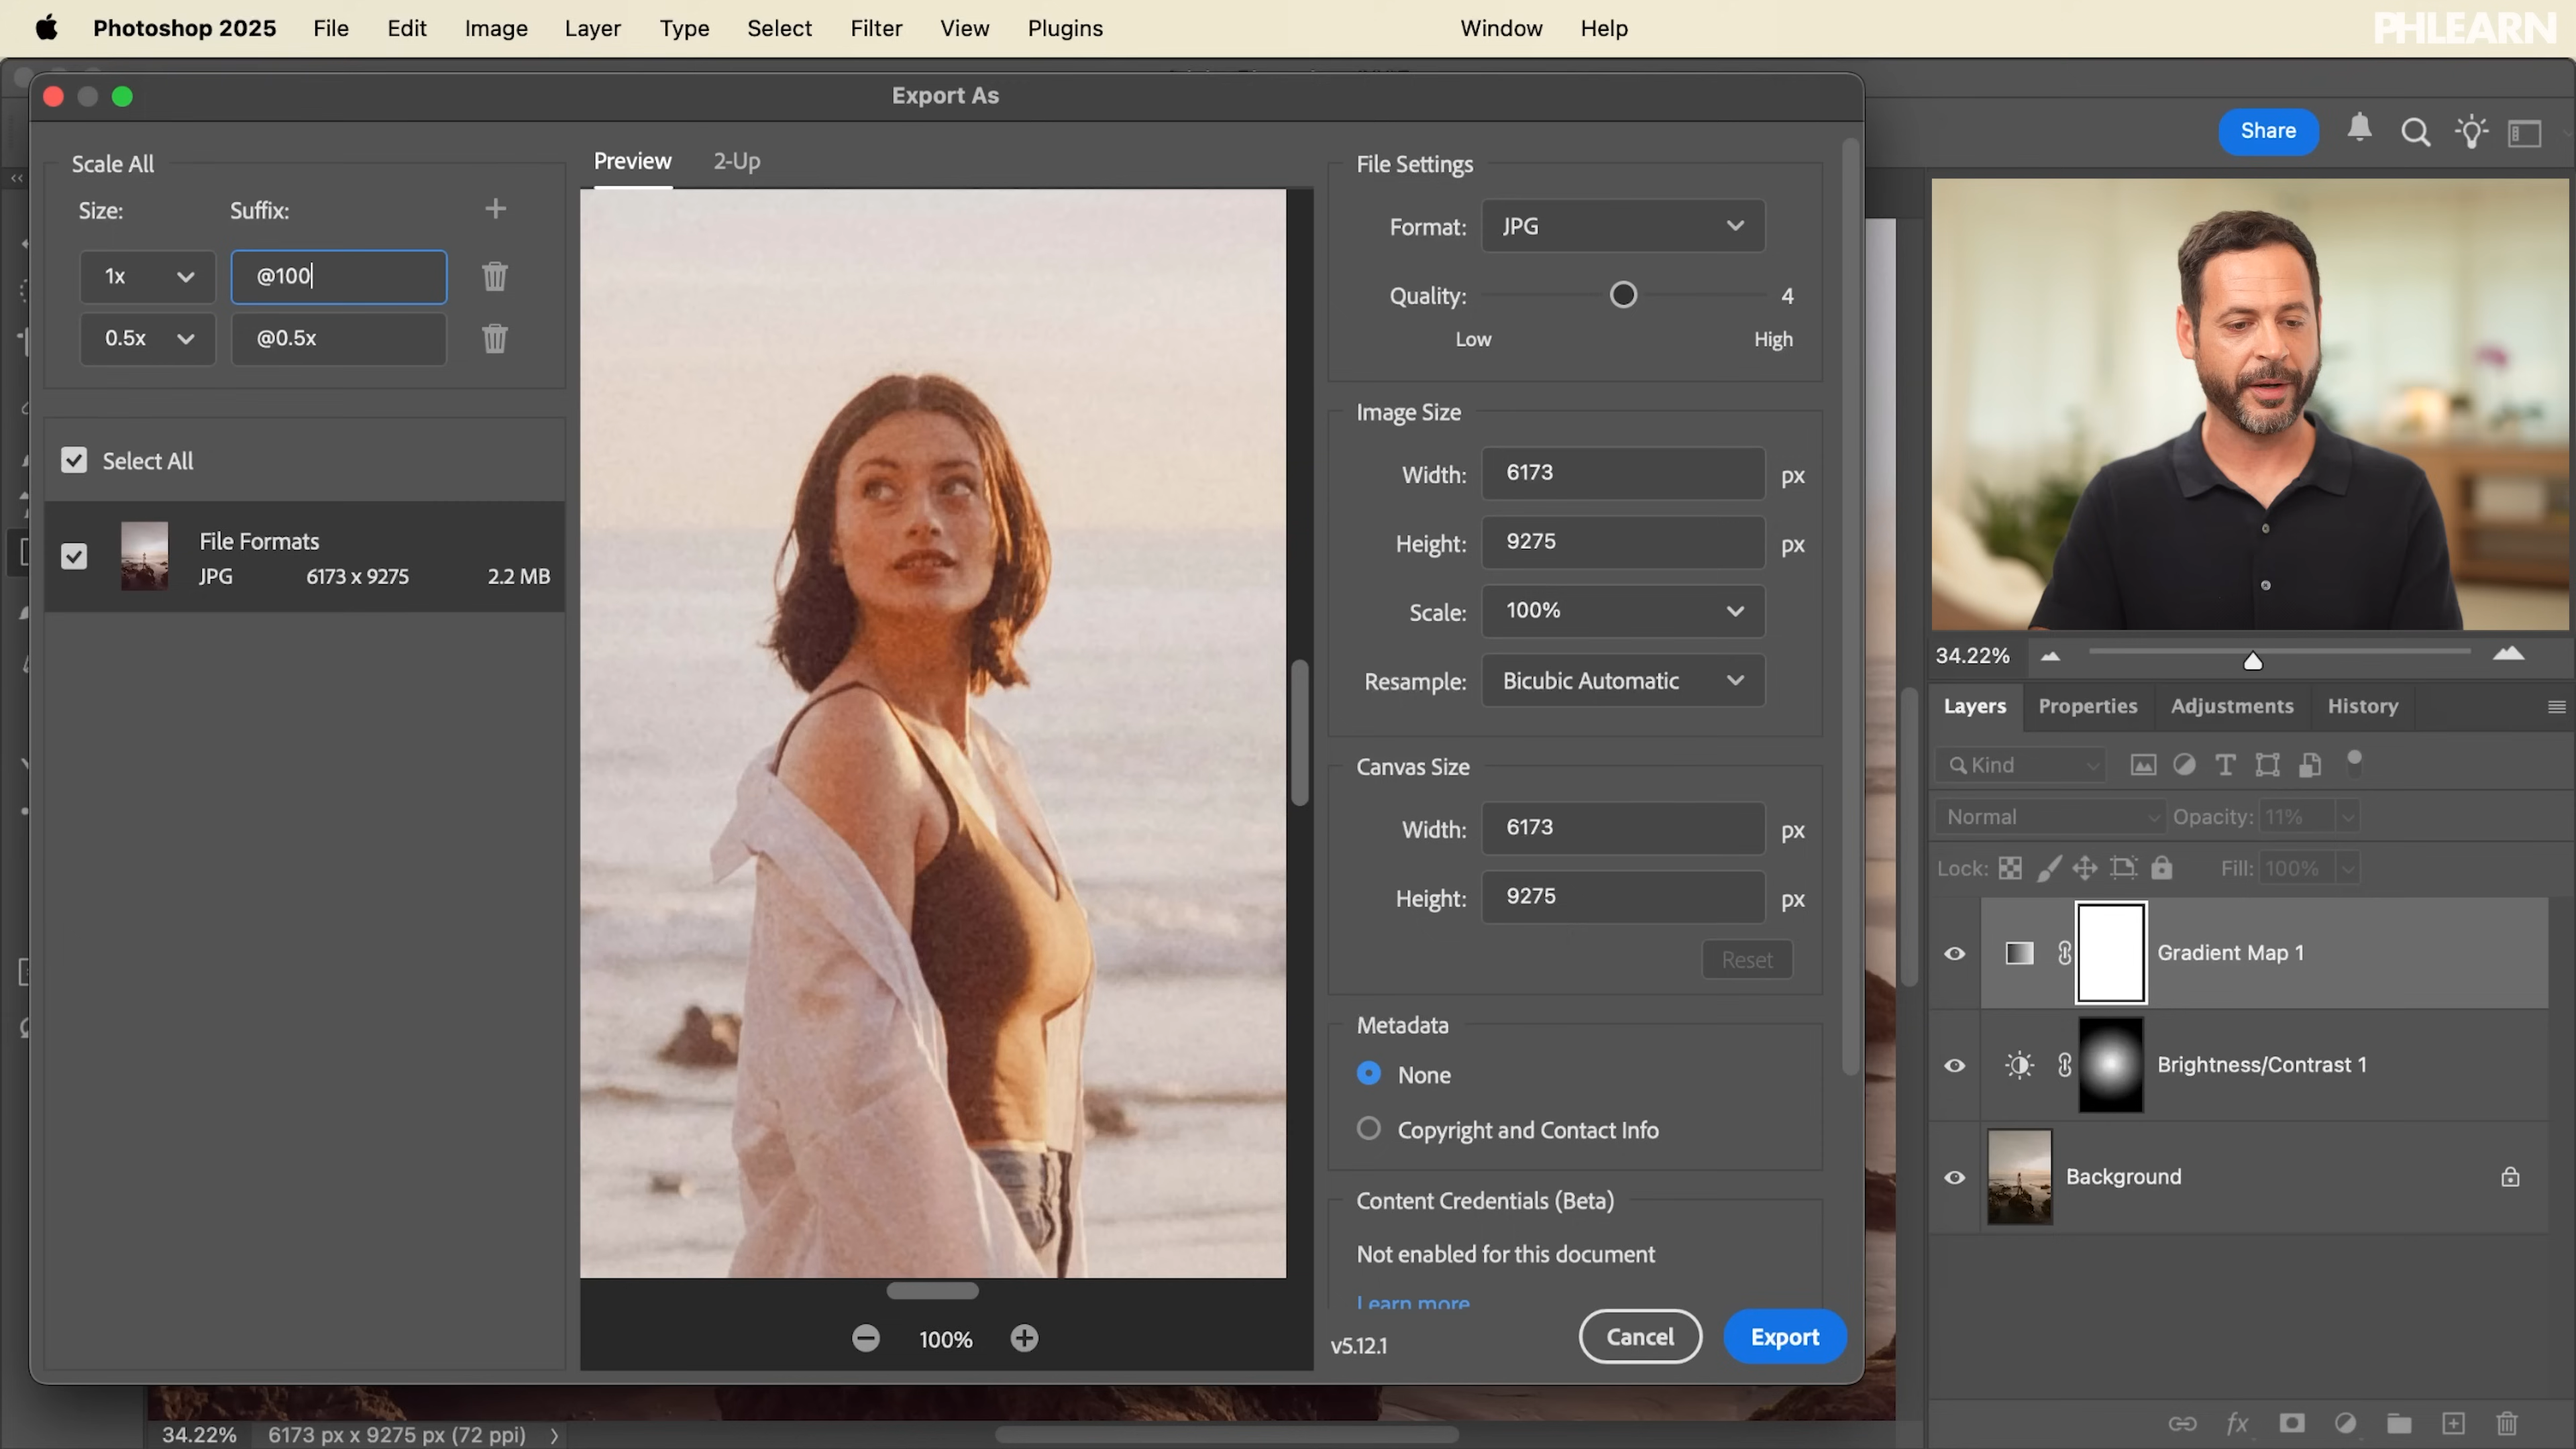 Photoshop 2025 File Edit Image Layer Type Select Filter View Plugins Window Help
PHLEARN
Export As
Share
Scale All
Size: Suffix:
1x @100
0.5x @0.5x
Select All
File Formats
JPG 6173 x 9275 2.2 MB
Preview 2-Up
100%
File Settings
Format: JPG
Quality: 4
Low High
Image Size
Width: 6173 px
Height: 9275 px
Scale: 100%
Resample: Bicubic Automatic
Canvas Size
Width: 6173 px
Height: 9275 px
Reset
Metadata
None
Copyright and Contact Info
Content Credentials (Beta)
Not enabled for this document
Learn more
v5.12.1 Cancel Export
34.22%
Layers Properties Adjustments History
Kind
Normal Opacity: 11%
Lock: Fill: 100%
Gradient Map 1
Brightness/Contrast 1
Background
fx
34.22% 6173 px x 9275 px (72 ppi)